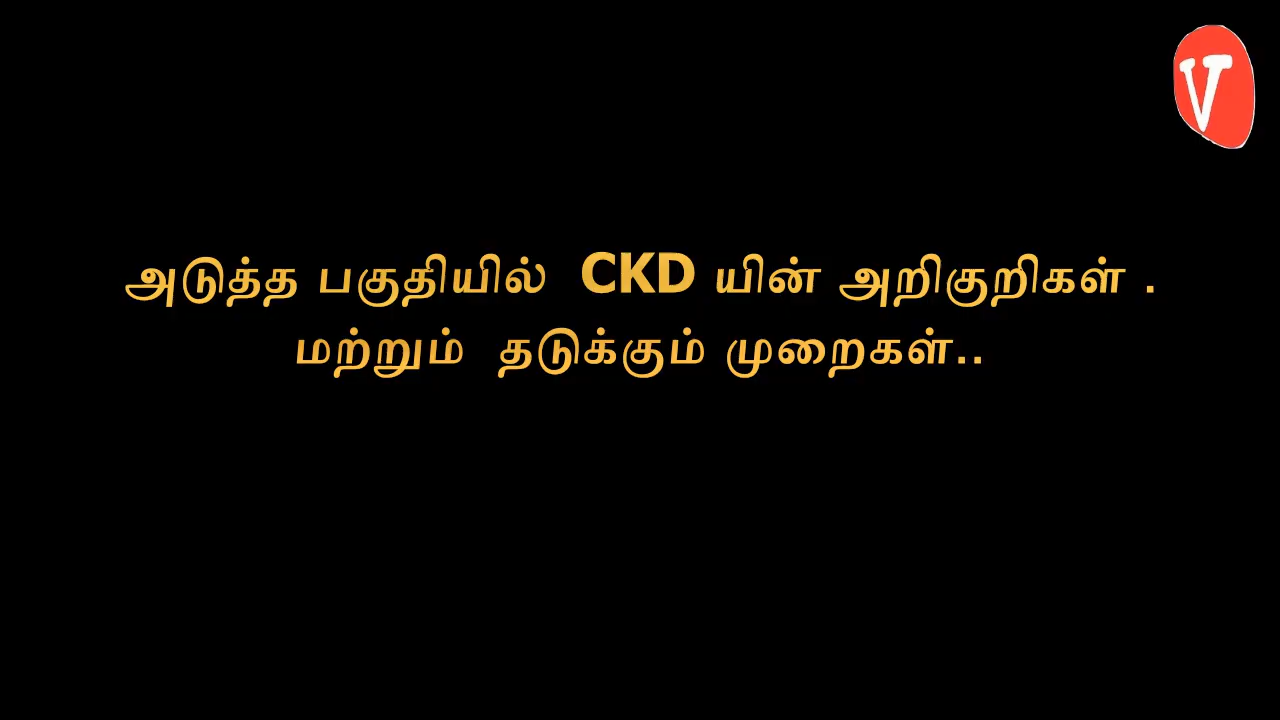 V
அடுத்த பகுதியில் CKD யின் அறிகுறிகள் .
மற்றும் தடுக்கும் முறைகள்..